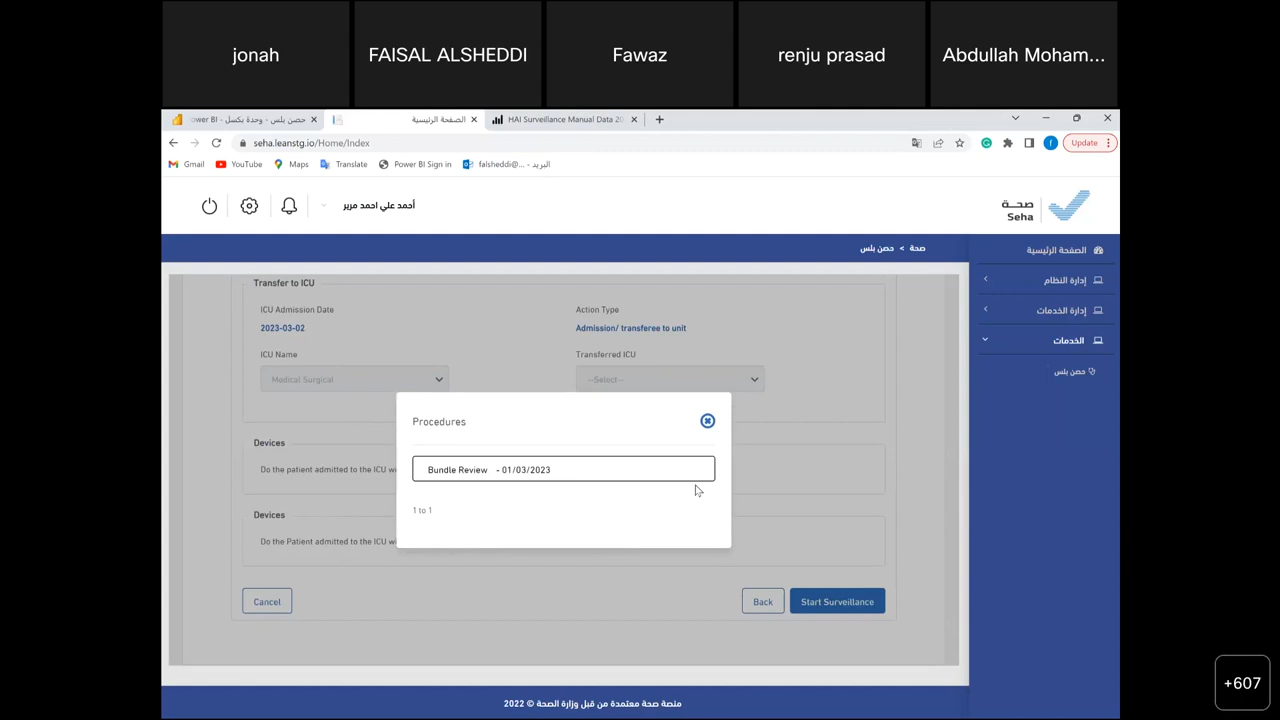 jonah
FAISAL ALSHEDDI
Fawaz
renju prasad
Abdullah Moham...
حصن بلس - وحدة بكسل - Power BI
الصفحة الرئيسية
HAI Surveillance Manual Data 20
seha.leanstg.io/Home/Index
Update
Gmail
YouTube
Maps
Translate
Power BI Sign in
البريد - ...falsheddi@
أحمد علي احمد مرير
صحة
Seha
صحة > حصن بلس
الصفحة الرئيسية
إدارة النظام
إدارة الخدمات
الخدمات
حصن بلس
Transfer to ICU
ICU Admission Date
Action Type
2023-03-02
Admission/ transferee to unit
ICU Name
Transferred ICU
Medical Surgical
--Select--
Procedures
Bundle Review - 01/03/2023
1 to 1
Devices
Do the patient admitted to the ICU w
Devices
Do the Patient admitted to the ICU w
Cancel
Back
Start Surveillance
منصة صحة معتمدة من قبل وزارة الصحة © 2022
+607